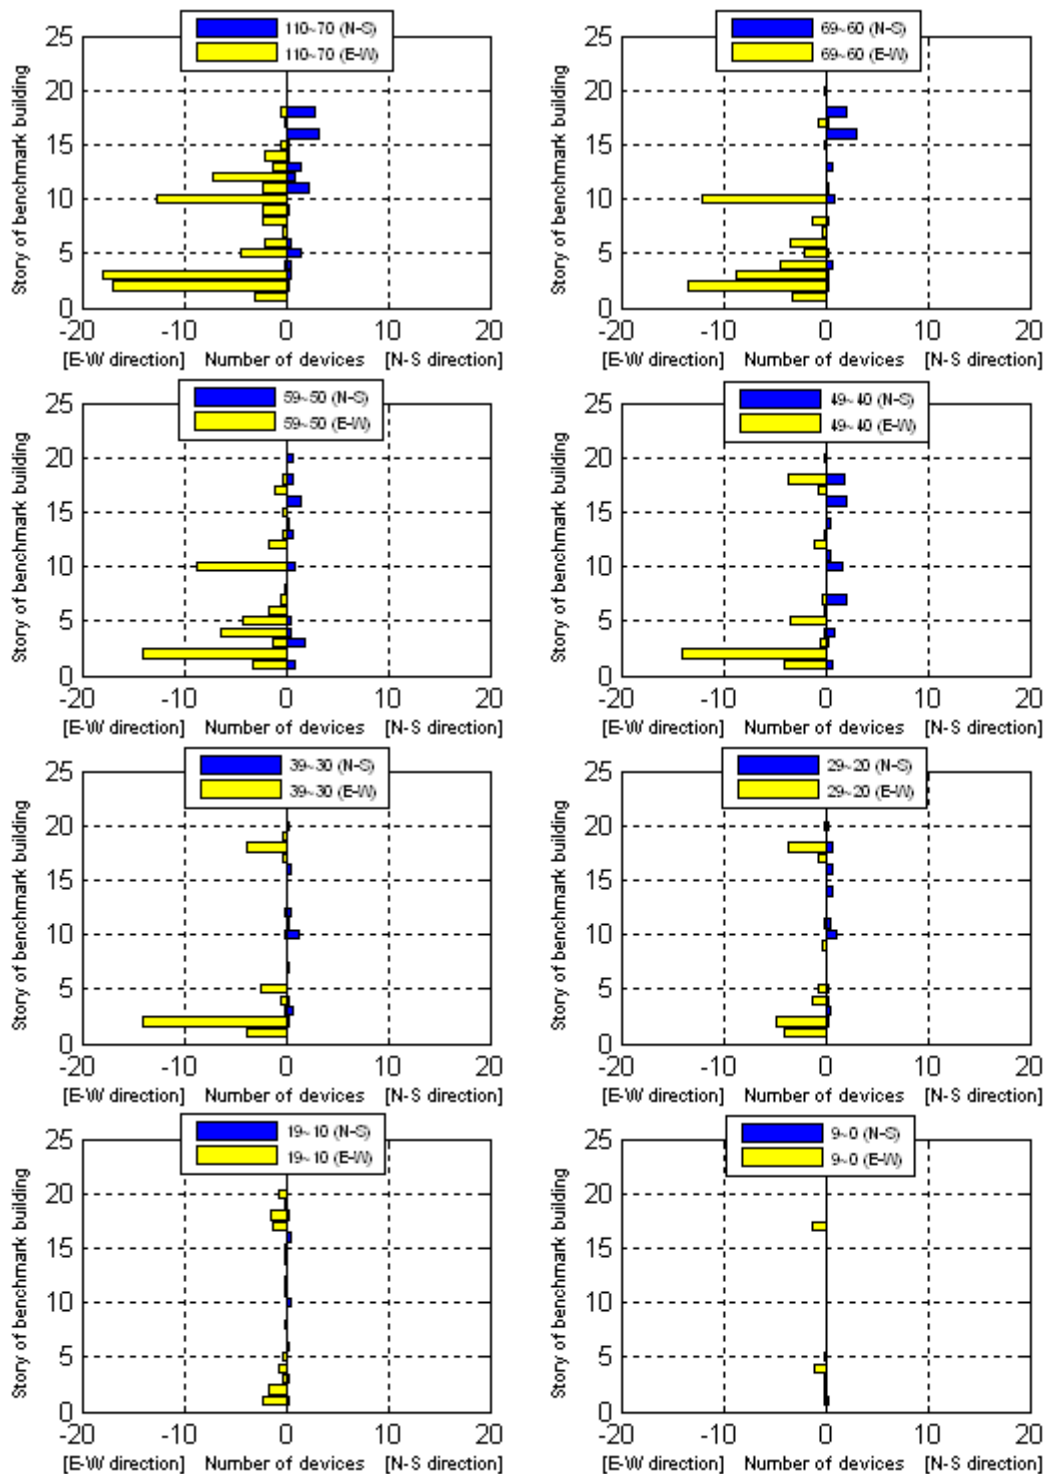 110~70 (N-S)
110~70 (E-W)
25
20
15
10
5
0
Story of benchmark building
-20 -10 0 10 20
[E-W direction] Number of devices [N-S direction]
69~60 (N-S)
69~60 (E-W)
25
20
15
10
5
0
Story of benchmark building
-20 -10 0 10 20
[E-W direction] Number of devices [N-S direction]
59~50 (N-S)
59~50 (E-W)
25
20
15
10
5
0
Story of benchmark building
-20 -10 0 10 20
[E-W direction] Number of devices [N-S direction]
49~40 (N-S)
49~40 (E-W)
25
20
15
10
5
0
Story of benchmark building
-20 -10 0 10 20
[E-W direction] Number of devices [N-S direction]
39~30 (N-S)
39~30 (E-W)
25
20
15
10
5
0
Story of benchmark building
-20 -10 0 10 20
[E-W direction] Number of devices [N-S direction]
29~20 (N-S)
29~20 (E-W)
25
20
15
10
5
0
Story of benchmark building
-20 -10 0 10 20
[E-W direction] Number of devices [N-S direction]
19~10 (N-S)
19~10 (E-W)
25
20
15
10
5
0
Story of benchmark building
-20 -10 0 10 20
[E-W direction] Number of devices [N-S direction]
9~0 (N-S)
9~0 (E-W)
25
20
15
10
5
0
Story of benchmark building
-20 -10 0 10 20
[E-W direction] Number of devices [N-S direction]